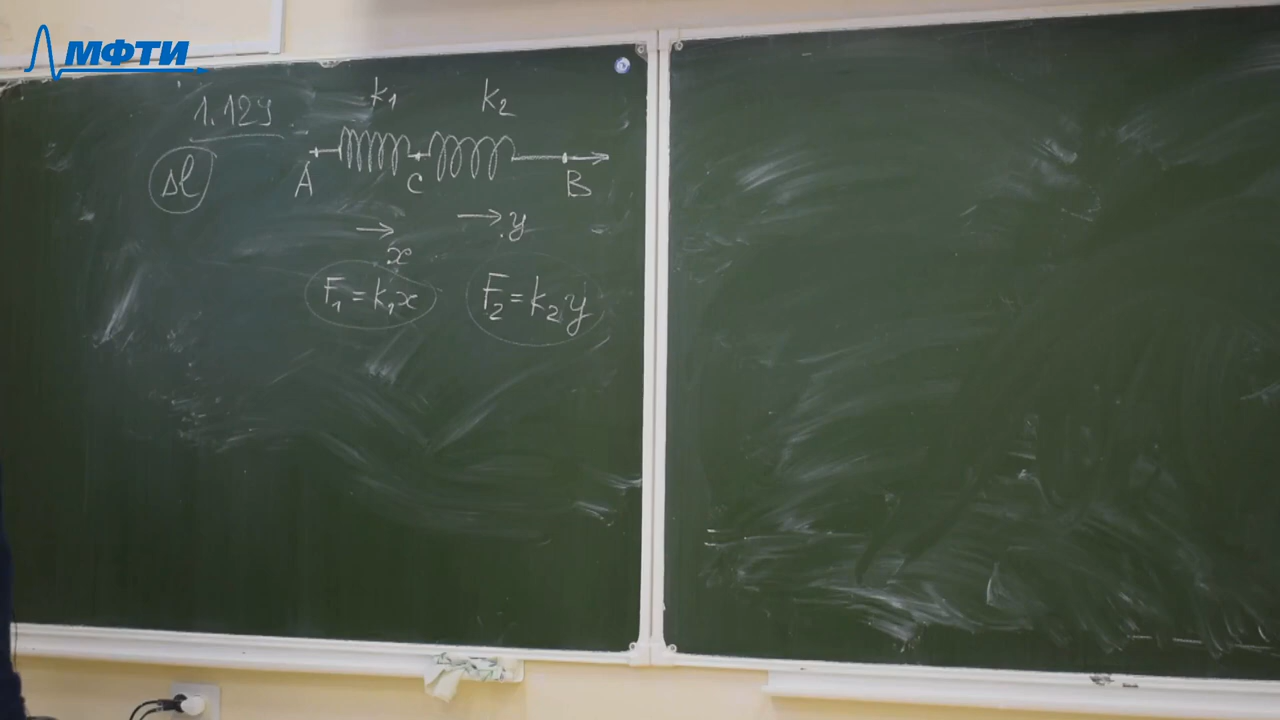 МФТИ
1.129
k₁ k₂
Δl
A C B
x
y
F₁ = k₁x F₂ = k₂y